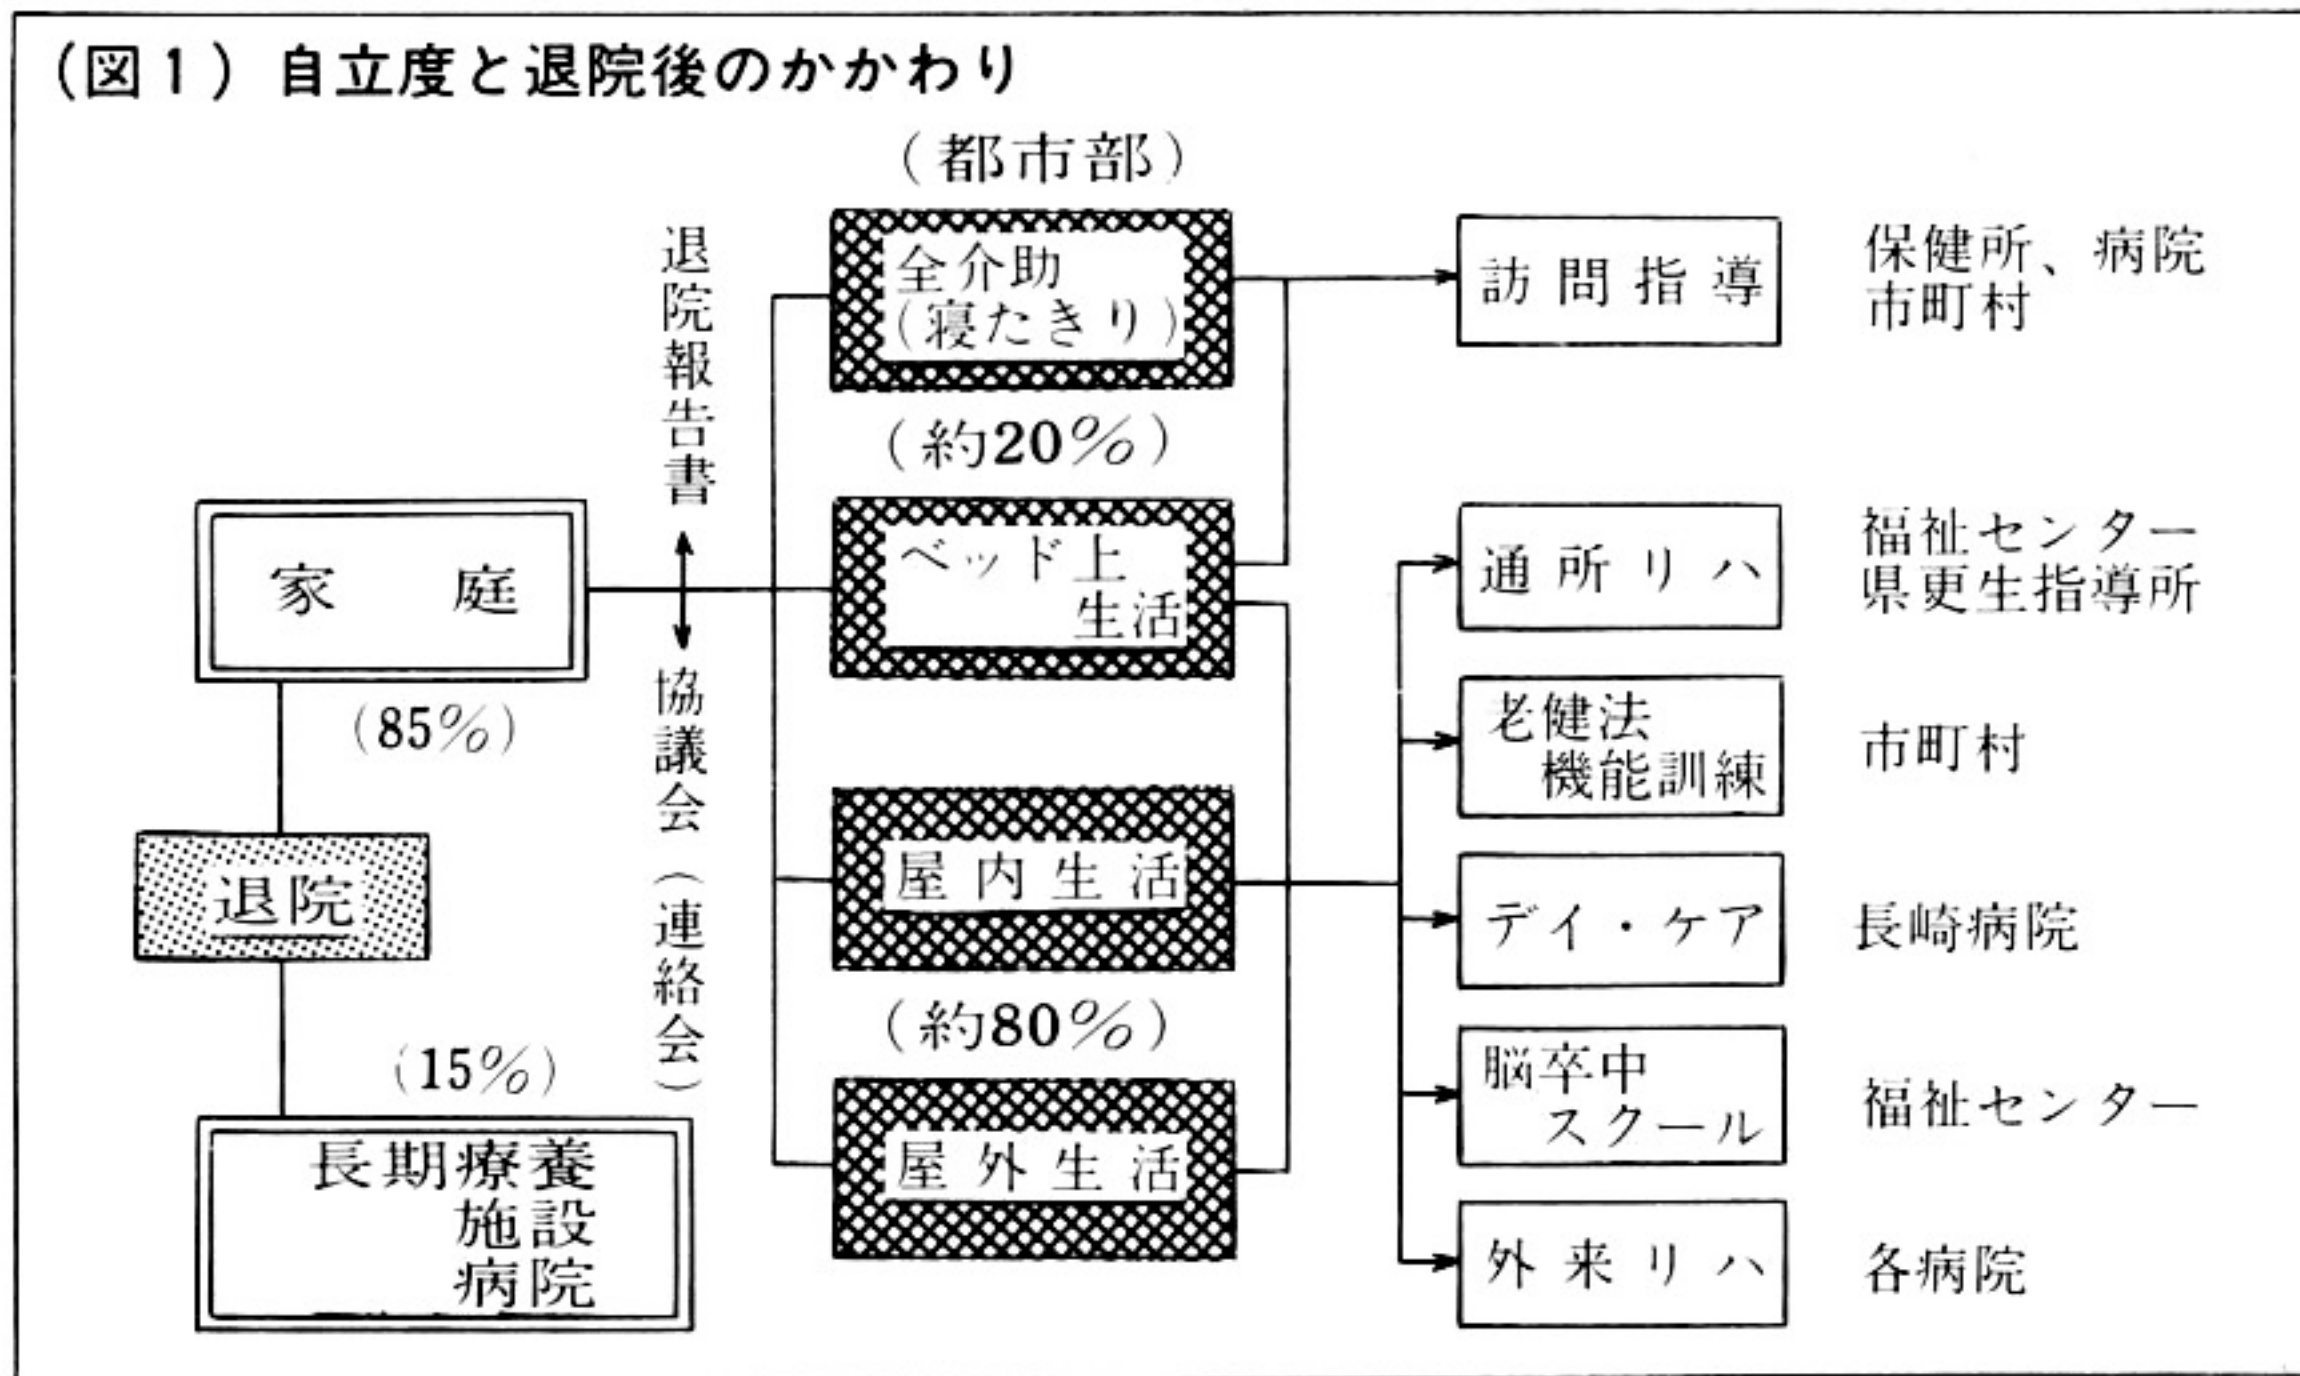 (図1) 自立度と退院後のかかわり
(都市部)
退院報告書
協議会(連絡会)
家庭
(85%)
退院
(15%)
長期療養
施設
病院
全介助
(寝たきり)
(約20%)
ベッド上
生活
屋内生活
(約80%)
屋外生活
訪問指導
保健所、病院
市町村
通所リハ
福祉センター
県更生指導所
老健法
機能訓練
市町村
デイ・ケア
長崎病院
脳卒中
スクール
福祉センター
外来リハ
各病院